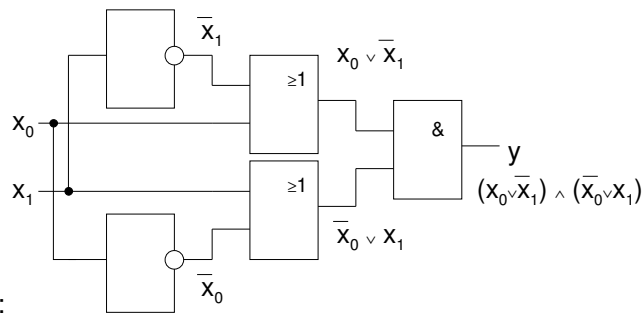 x̅₁
x₀ ∨ x̅₁
≥1
&
x₀
y
x₁
≥1
(x₀∨x̅₁) ∧ (x̅₀∨x₁)
x̅₀ ∨ x₁
x̅₀
: